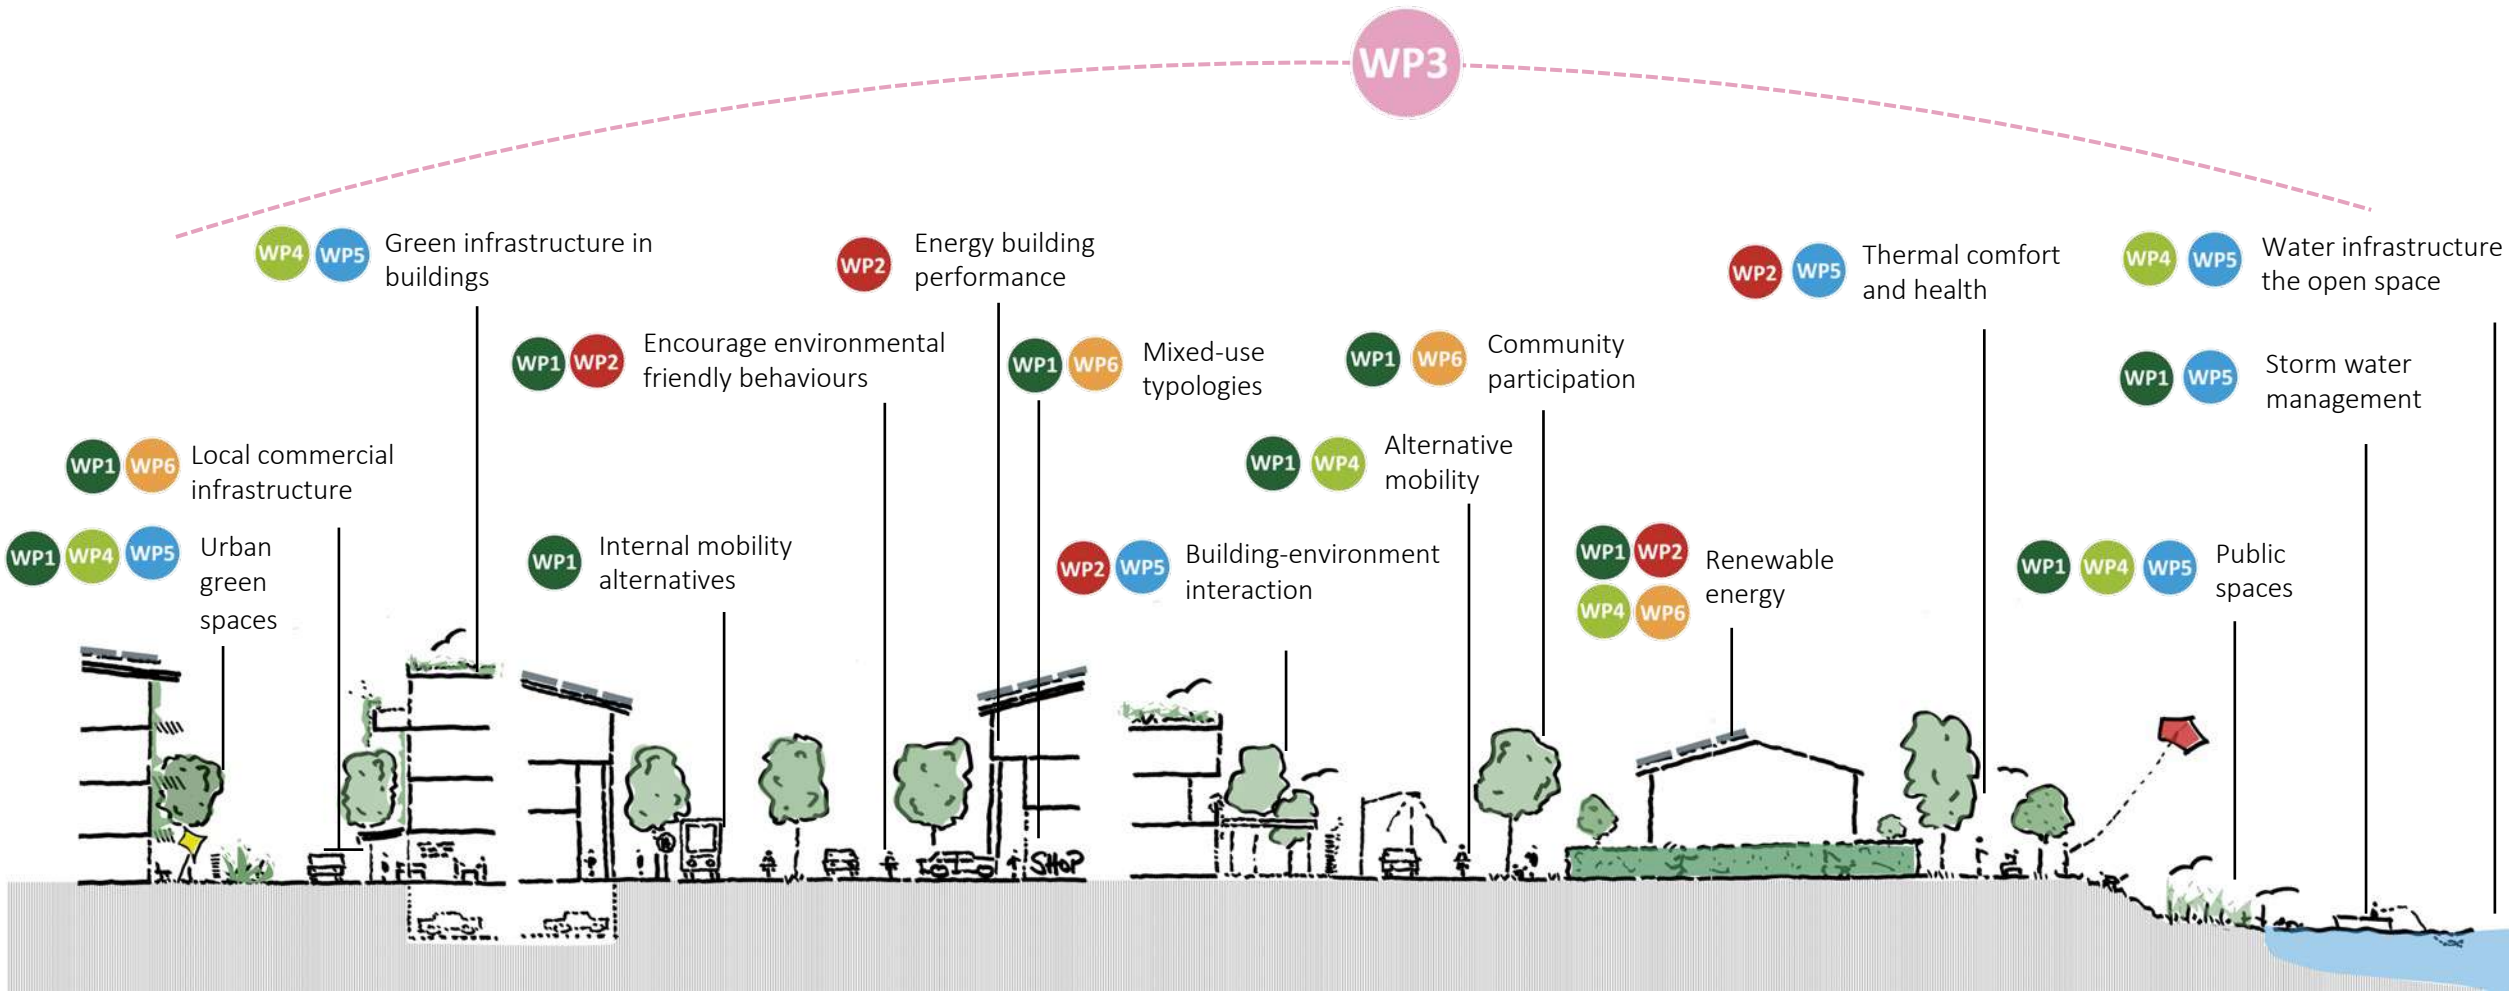 WP3
WP4 WP5 Green infrastructure in
buildings
WP2 Energy building
performance
WP2 WP5 Thermal comfort
and health
WP4 WP5 Water infrastructure
the open space
WP1 WP2 Encourage environmental
friendly behaviours
WP1 WP6 Mixed-use
typologies
WP1 WP6 Community
participation
WP1 WP5 Storm water
management
WP1 WP6 Local commercial
infrastructure
WP1 WP4 Alternative
mobility
WP1 WP4 WP5 Urban
green
spaces
WP1 Internal mobility
alternatives
WP2 WP5 Building-environment
interaction
WP1 WP2
WP4 WP6
Renewable
energy
WP1 WP4 WP5 Public
spaces
SHOP